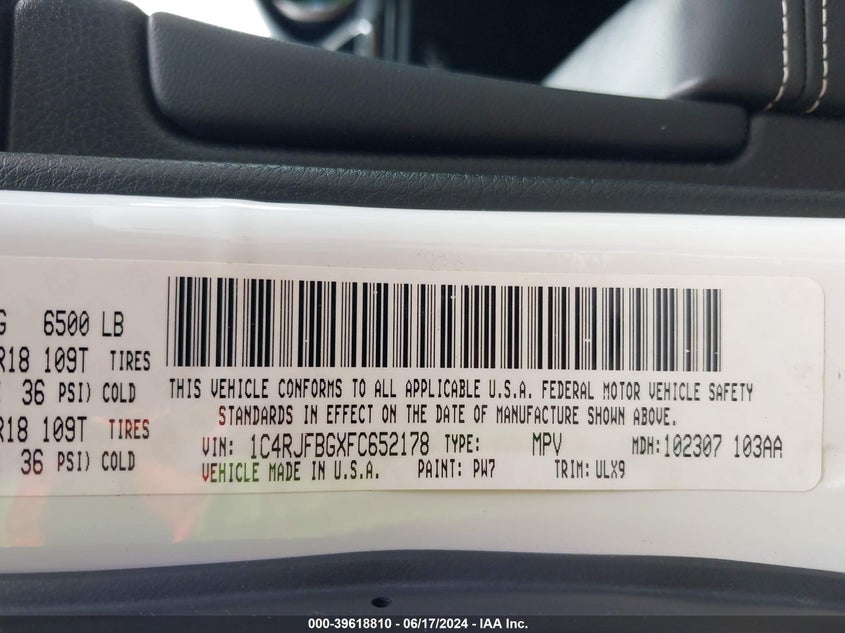 G 6500 LB
R18 109T TIRES
36 PSI) COLD
R18 109T TIRES
36 PSI) COLD
THIS VEHICLE CONFORMS TO ALL APPLICABLE U.S.A. FEDERAL MOTOR VEHICLE SAFETY
STANDARDS IN EFFECT ON THE DATE OF MANUFACTURE SHOWN ABOVE.
VIN: 1C4RJFBGXFC652178 TYPE: MPV MDH: 102307 103AA
VEHICLE MADE IN U.S.A. PAINT: PW7 TRIM: ULX9
000-39618810 - 06/17/2024 - IAA Inc.